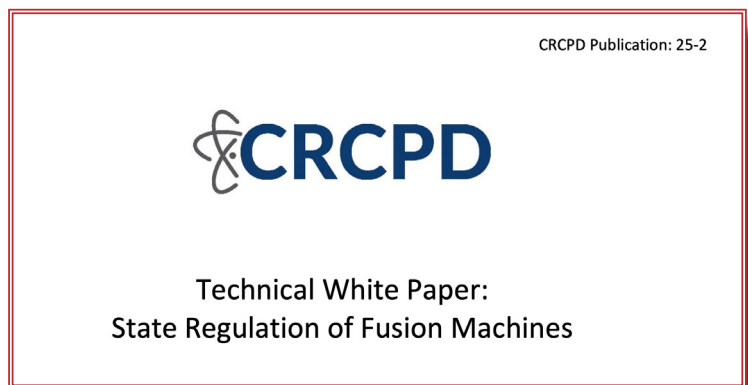 CRCPD Publication: 25-2
CRCPD
Technical White Paper:
State Regulation of Fusion Machines